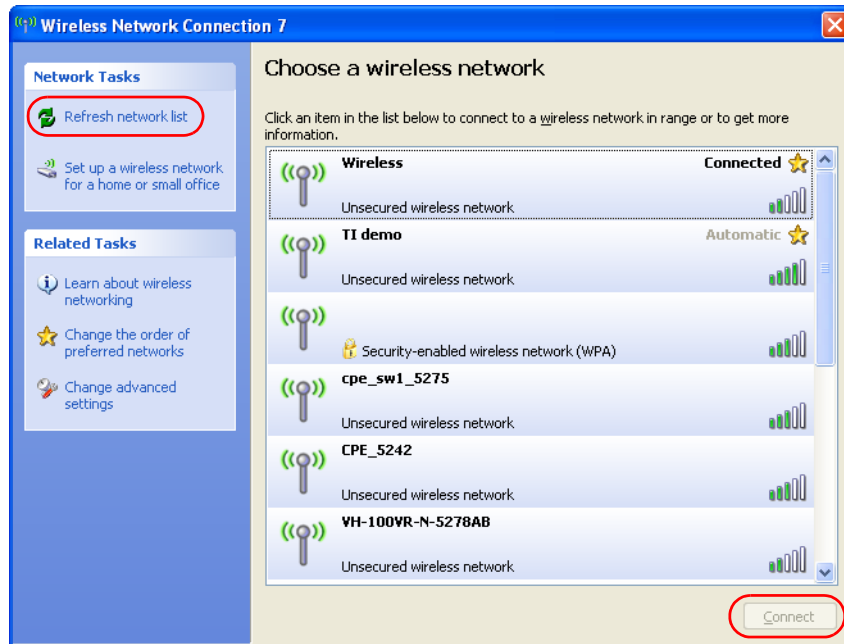 Wireless Network Connection 7
Network Tasks
Refresh network list
Set up a wireless network
for a home or small office
Related Tasks
Learn about wireless
networking
Change the order of
preferred networks
Change advanced
settings
Choose a wireless network
Click an item in the list below to connect to a wireless network in range or to get more
information.
Wireless Connected
Unsecured wireless network
TI demo Automatic
Unsecured wireless network
Security-enabled wireless network (WPA)
cpe_sw1_5275
Unsecured wireless network
CPE_5242
Unsecured wireless network
VH-100VR-N-5278AB
Unsecured wireless network
Connect